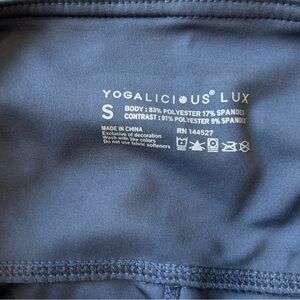 YOGALICIOUS® LUX
S
BODY : 83% POLYESTER 17% SPANDEX
CONTRAST : 91% POLYESTER 9% SPANDEX
MADE IN CHINA
Exclusive of decoration
Wash with like colors
Do not use fabric softeners
RN 144527